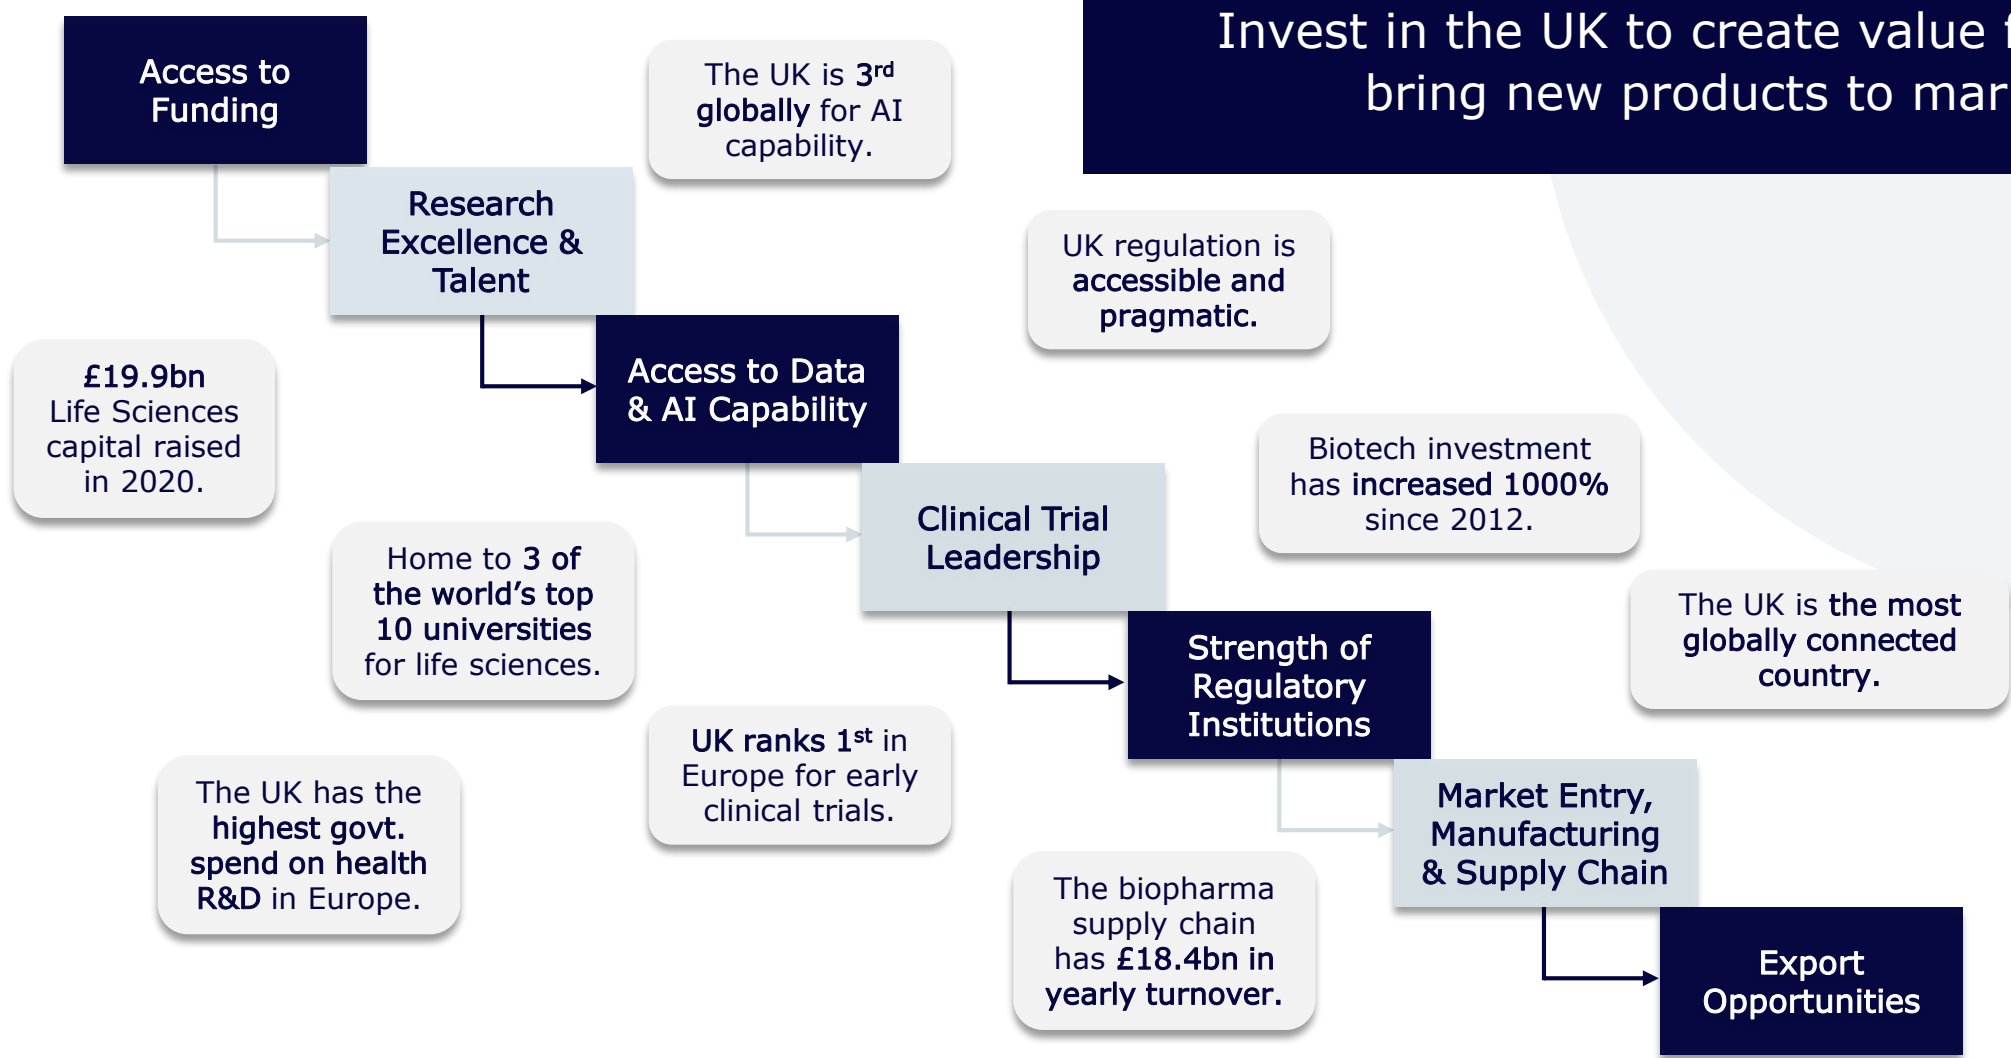 Invest in the UK to create value
bring new products to
Access to
Funding
The UK is 3rd
globally for AI
capability.
Research
Excellence &
Talent
UK regulation is
accessible and
pragmatic.
£19.9bn
Life Sciences
capital raised
in 2020.
Access to Data
& AI Capability
Biotech investment
has increased 1000%
since 2012.
Clinical Trial
Leadership
Home to 3 of
the world’s top
10 universities
for life sciences.
The UK is the most
globally connected
country.
Strength of
Regulatory
Institutions
UK ranks 1st in
Europe for early
clinical trials.
The UK has the
highest govt.
spend on health
R&D in Europe.
Market Entry,
Manufacturing
& Supply Chain
The biopharma
supply chain
has £18.4bn in
yearly turnover.
Export
Opportunities